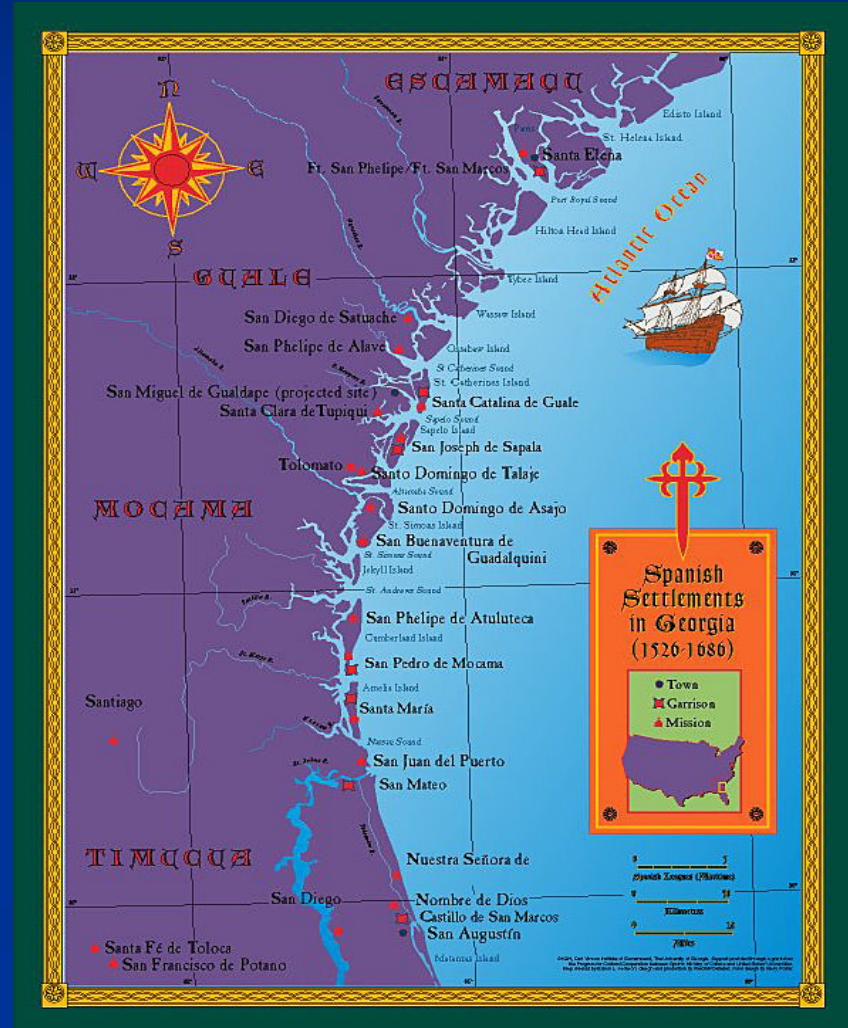 N
W
E
S
ESCAMAÇU
Edisto Island
St. Helena Island
Paris
Santa Elena
Ft. San Phelipe/Ft. San Marcos
Port Royal Sound
Hilton Head Island
Atlantic Ocean
GUALE
Tybee Island
San Diego de Satuache
Wassaw Island
San Phelipe de Alave
Ossabaw Island
St Catherines Sound
St. Catherines Island
San Miguel de Gualdape (projected site)
Santa Catalina de Guale
Santa Clara de Tupiqui
Sapelo Sound
Sapelo Island
San Joseph de Sapala
Tolomato
Santo Domingo de Talaje
Altamaha Sound
MOCAMA
Santo Domingo de Asajo
St. Simons Island
San Buenaventura de
Guadalquini
St. Simons Sound
Jekyll Island
St. Andrews Sound
San Phelipe de Atuluteca
Cumberland Island
San Pedro de Mocama
Amelia Island
Santiago
Santa María
Nassau Sound
San Juan del Puerto
San Mateo
TIMUCUA
Nuestra Señora de
San Diego
Nombre de Dios
Castillo de San Marcos
San Augustín
Santa Fé de Toloca
Matanzas Island
San Francisco de Potano
Spanish
Settlements
in Georgia
(1526-1686)
Town
Garrison
Mission
Spanish Leagues (Maritime)
Kilometers
Miles